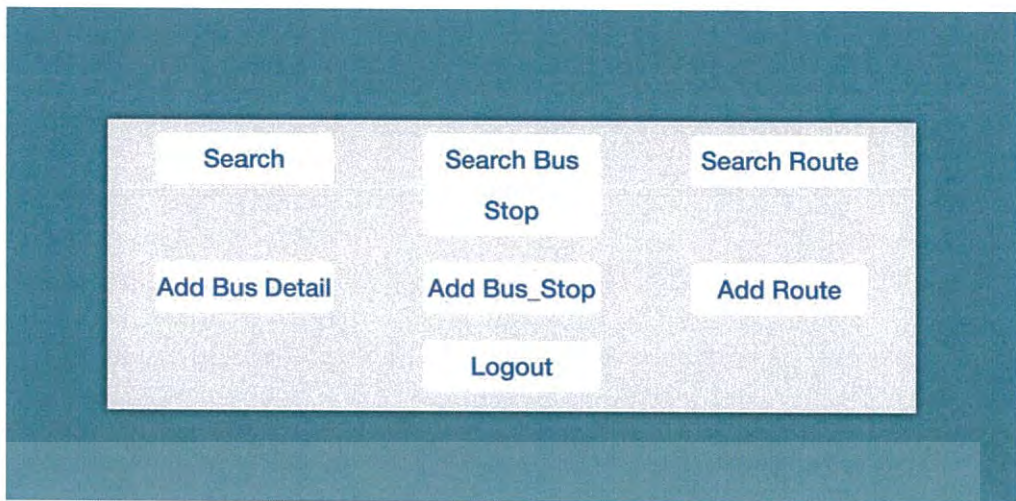 Search
Search Bus
Stop
Search Route
Add Bus Detail
Add Bus_Stop
Add Route
Logout